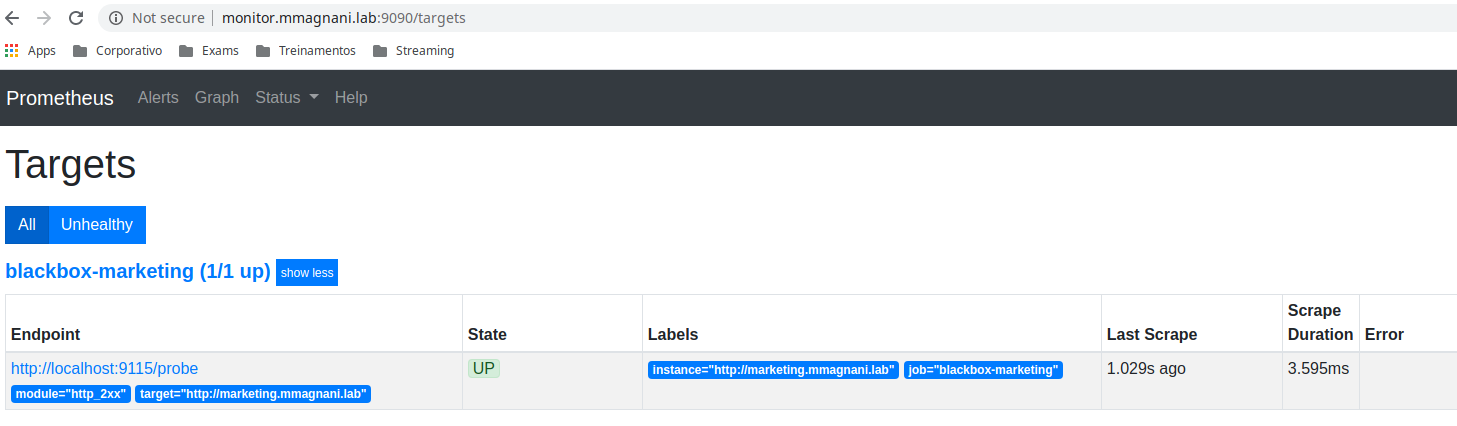 Not secure | monitor.mmagnani.lab:9090/targets
Apps Corporativo Exams Treinamentos Streaming
Prometheus Alerts Graph Status Help
Targets
All Unhealthy
blackbox-marketing (1/1 up) show less
Endpoint State Labels Last Scrape Scrape Duration Error
http://localhost:9115/probe UP instance="http://marketing.mmagnani.lab" job="blackbox-marketing" 1.029s ago 3.595ms
module="http_2xx" target="http://marketing.mmagnani.lab"